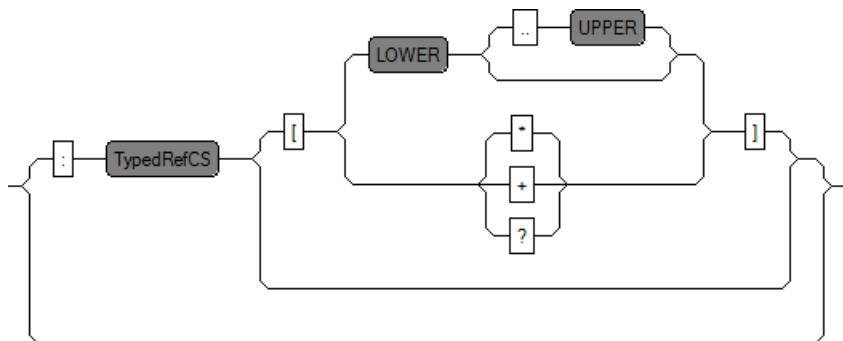 .. UPPER
LOWER
[ * ]
: TypedRefCS
+
?